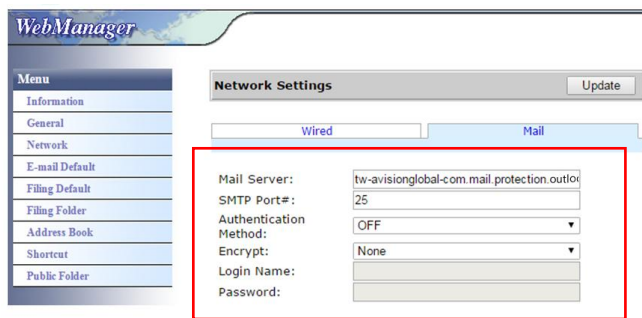 WebManager
Menu
Information
General
Network
E-mail Default
Filing Default
Filing Folder
Address Book
Shortcut
Public Folder
Network Settings
Update
Wired
Mail
Mail Server: tw-avisionglobal-com.mail.protection.outloo
SMTP Port#: 25
Authentication
Method: OFF
Encrypt: None
Login Name:
Password: